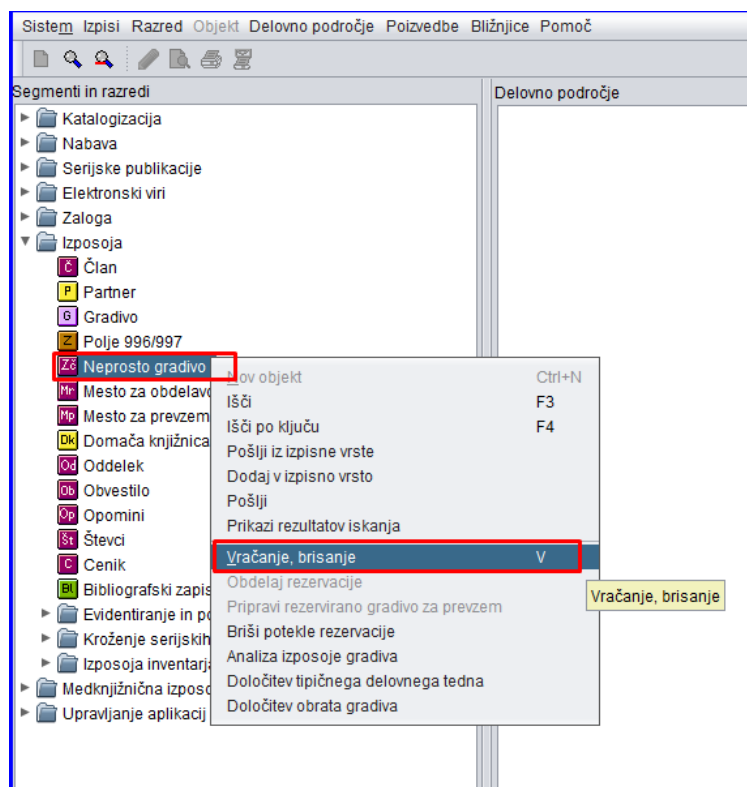 Sistem Izpisi Razred Objekt Delovno področje Poizvedbe Bližnjice Pomoč
Segmenti in razredi
Delovno področje
Katalogizacija
Nabava
Serijske publikacije
Elektronski viri
Zaloga
Izposoja
Č Član
P Partner
G Gradivo
Z Polje 996/997
Zč Neprosto gradivo
Mr Mesto za obdelavo
Mp Mesto za prevzem
Dk Domača knjižnica
Od Oddelek
Ob Obvestilo
Op Opomini
Št Števci
C Cenik
Bl Bibliografski zapis
Evidentiranje in po
Kroženje serijskih
Izposoja inventarj
Medknjižnična izposo
Upravljanje aplikacij
Nov objekt Ctrl+N
Išči F3
Išči po ključu F4
Pošlji iz izpisne vrste
Dodaj v izpisno vrsto
Pošlji
Prikazi rezultatov iskanja
Vračanje, brisanje V
Obdelaj rezervacije
Pripravi rezervirano gradivo za prevzem
Briši potekle rezervacije
Analiza izposoje gradiva
Določitev tipičnega delovnega tedna
Določitev obrata gradiva
Vračanje, brisanje